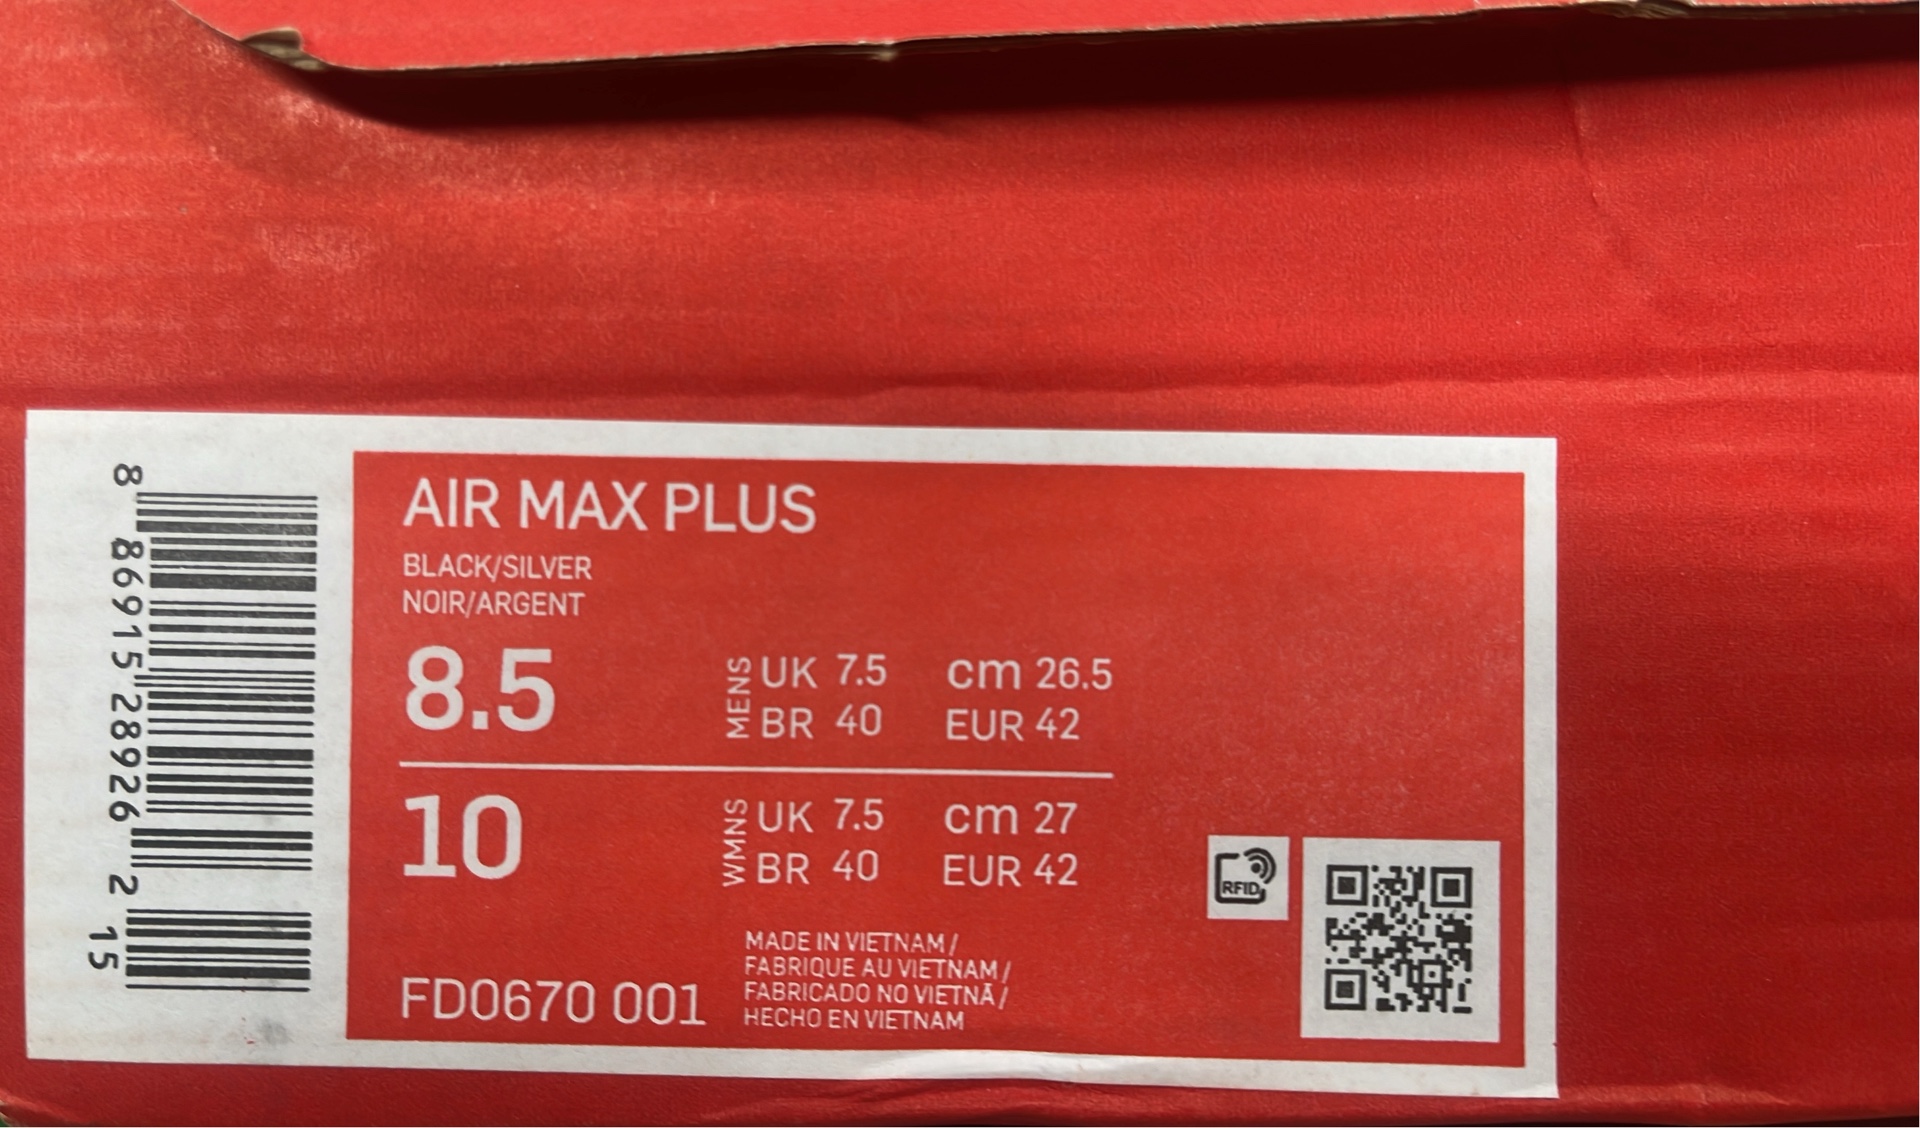 8 86915 28926 2 15
AIR MAX PLUS
BLACK/SILVER
NOIR/ARGENT
8.5
MENS
UK 7.5 cm 26.5
BR 40 EUR 42
10
WMNS
UK 7.5 cm 27
BR 40 EUR 42
FD0670 001
MADE IN VIETNAM /
FABRIQUE AU VIETNAM /
FABRICADO NO VIETNÃ /
HECHO EN VIETNAM
RFID